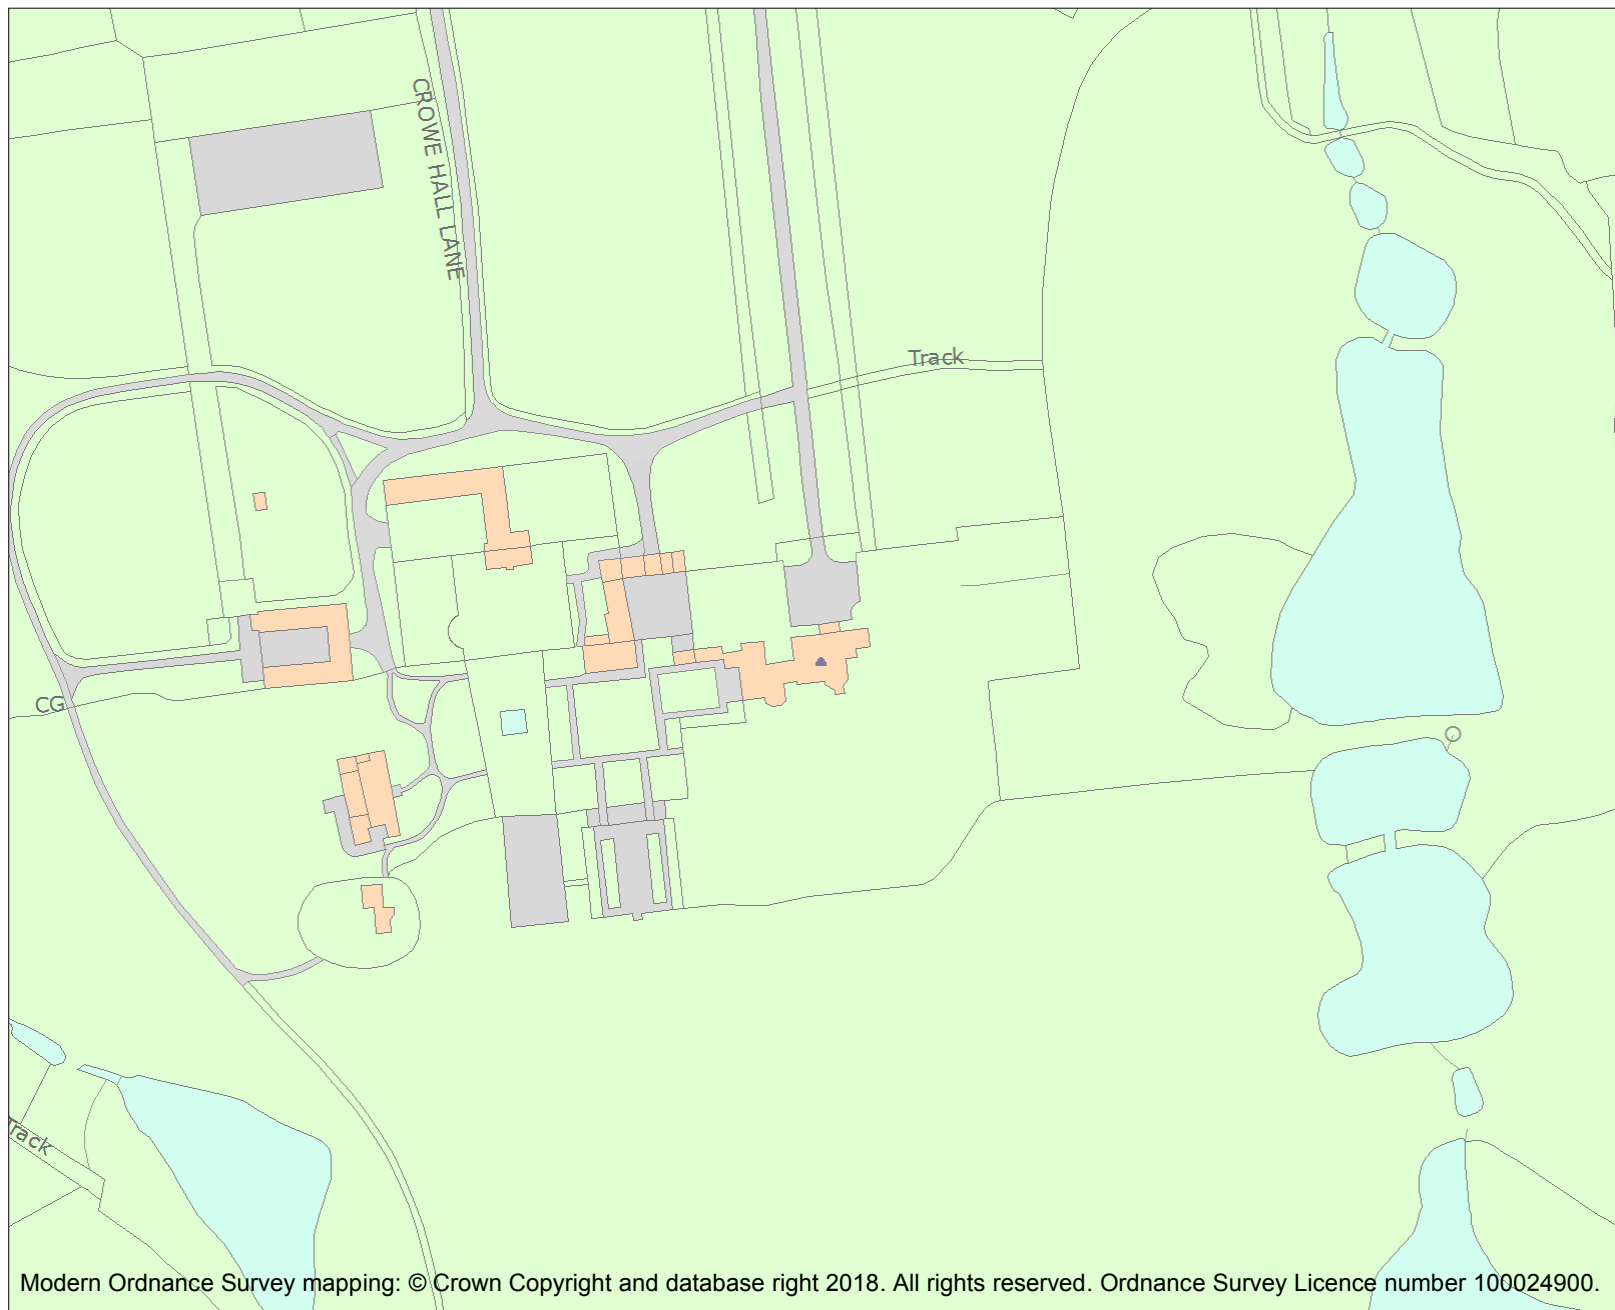 CROWE HALL LANE
Track
CG
Track
Modern Ordnance Survey mapping: © Crown Copyright and database right 2018. All rights reserved. Ordnance Survey Licence number 100024900.